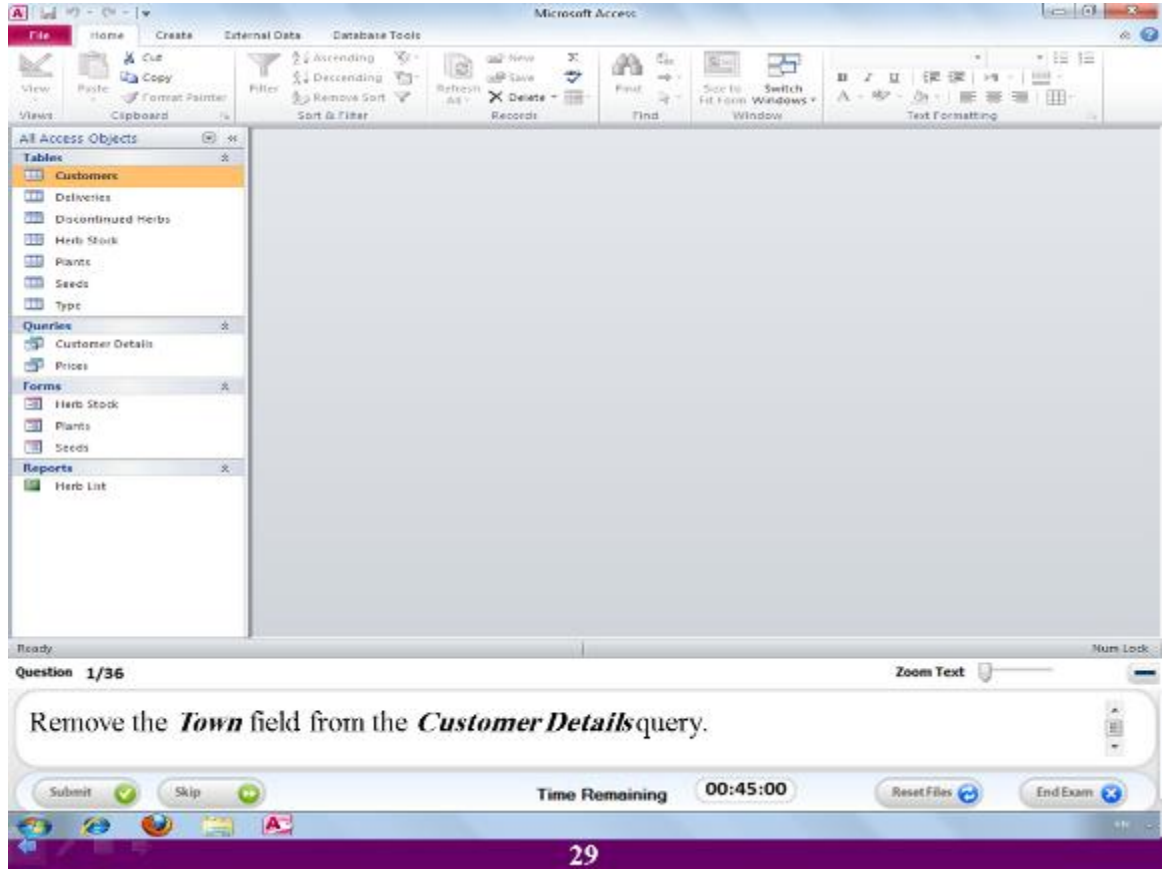 Microsoft Access
File Home Create External Data Database Tools
View Paste Cut Copy Format Painter
Filter Ascending Descending Remove Sort
Refresh All New Save Delete
Find Size to Fit Form Switch Windows
Views Clipboard Sort & Filter Records Find Window Text Formatting
All Access Objects
Tables
Customers
Deliveries
Discontinued Herbs
Herb Stock
Plants
Seeds
Type
Queries
Customer Details
Prices
Forms
Herb Stock
Plants
Seeds
Reports
Herb List
Ready Num Lock
Question 1/36 Zoom Text
Remove the Town field from the Customer Details query.
Submit Skip Time Remaining 00:45:00 Reset Files End Exam
29